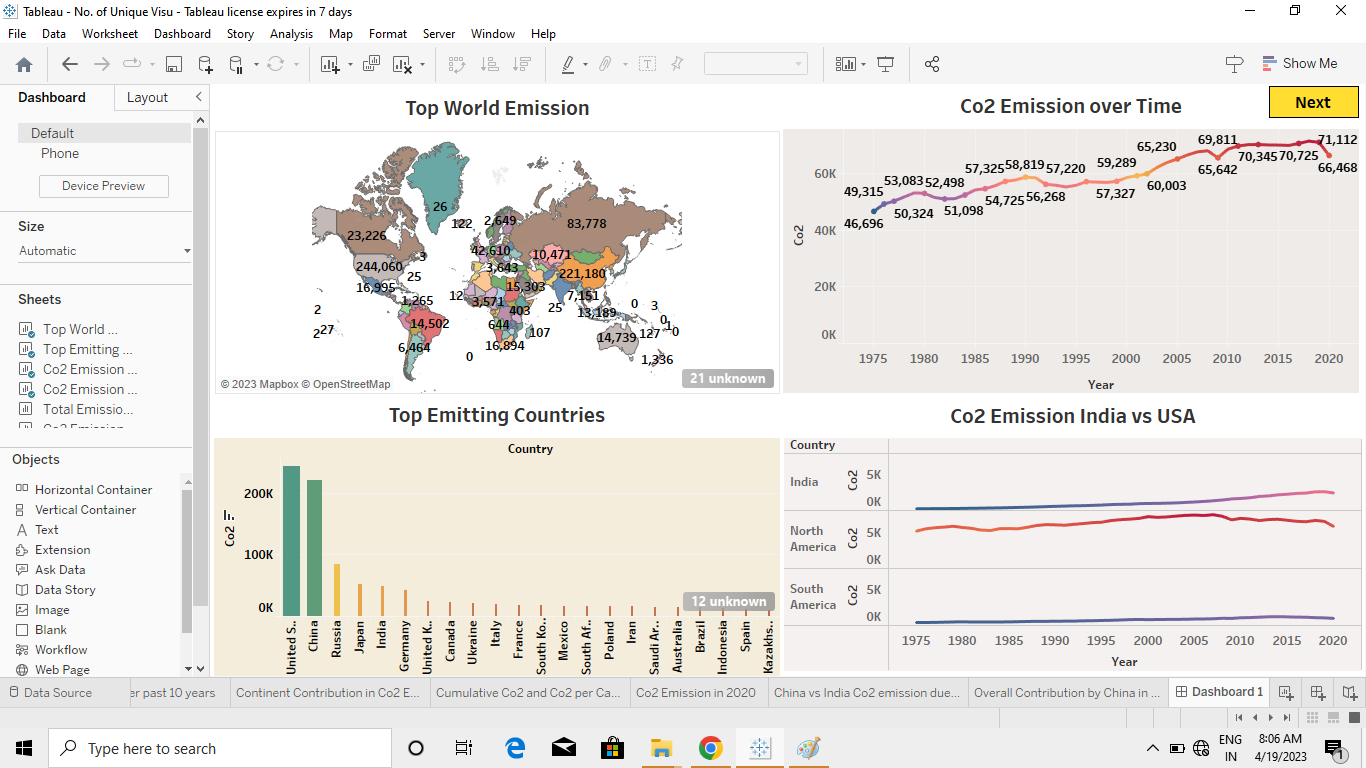 Tableau - No. of Unique Visu - Tableau license expires in 7 days
File Data Worksheet Dashboard Story Analysis Map Format Server Window Help
Show Me
Dashboard Layout
Default
Phone
Device Preview
Size
Automatic
Sheets
Top World ...
Top Emitting ...
Co2 Emission ...
Co2 Emission ...
Total Emissio...
Co2 Emission
Objects
Horizontal Container
Vertical Container
Text
Extension
Ask Data
Data Story
Image
Blank
Workflow
Web Page
Top World Emission
26
122
2,649
83,778
23,226
3
42,610
10,471
244,060
25
3,643
221,180
16,995
15,303
1,265
12
3,571
403
25
7,151
13,189
0
3
2
2
27
14,502
644
107
14,739
127
0
1
0
6,464
0
16,894
1,336
© 2023 Mapbox © OpenStreetMap
21 unknown
Co2 Emission over Time
Next
Co2
60K
40K
20K
0K
46,696
49,315
50,324
53,083
52,498
51,098
57,325
54,725
58,819
56,268
57,220
59,289
57,327
60,003
65,230
69,811
65,642
70,345
70,725
71,112
66,468
1975 1980 1985 1990 1995 2000 2005 2010 2015 2020
Year
Top Emitting Countries
Country
Co2
200K
100K
0K
12 unknown
United S..
China
Russia
Japan
India
Germany
United K..
Canada
Ukraine
Italy
France
South Ko..
Mexico
South Af..
Poland
Iran
Saudi Ar..
Australia
Brazil
Indonesia
Spain
Kazakhs..
Co2 Emission India vs USA
Country
India
Co2
5K
0K
North
America
Co2
5K
0K
South
America
Co2
5K
0K
1975 1980 1985 1990 1995 2000 2005 2010 2015 2020
Year
Data Source
er past 10 years
Continent Contribution in Co2 E...
Cumulative Co2 and Co2 per Ca...
Co2 Emission in 2020
China vs India Co2 emission due...
Overall Contribution by China in ...
Dashboard 1
Type here to search
ENG
IN
8:06 AM
4/19/2023
1